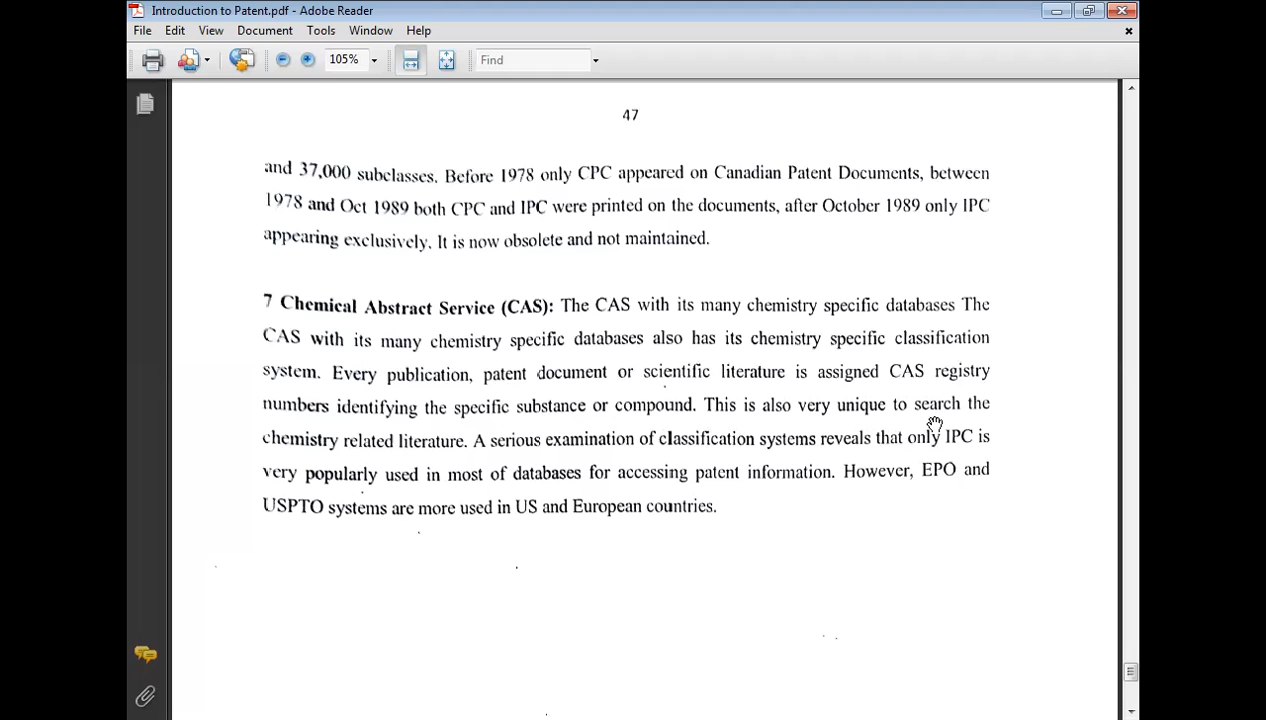 Introduction to Patent.pdf - Adobe Reader
File Edit View Document Tools Window Help
105% Find
47
and 37,000 subclasses. Before 1978 only CPC appeared on Canadian Patent Documents, between
1978 and Oct 1989 both CPC and IPC were printed on the documents, after October 1989 only IPC
appearing exclusively. It is now obsolete and not maintained.
7 Chemical Abstract Service (CAS): The CAS with its many chemistry specific databases The
CAS with its many chemistry specific databases also has its chemistry specific classification
system. Every publication, patent document or scientific literature is assigned CAS registry
numbers identifying the specific substance or compound. This is also very unique to search the
chemistry related literature. A serious examination of classification systems reveals that only IPC is
very popularly used in most of databases for accessing patent information. However, EPO and
USPTO systems are more used in US and European countries.